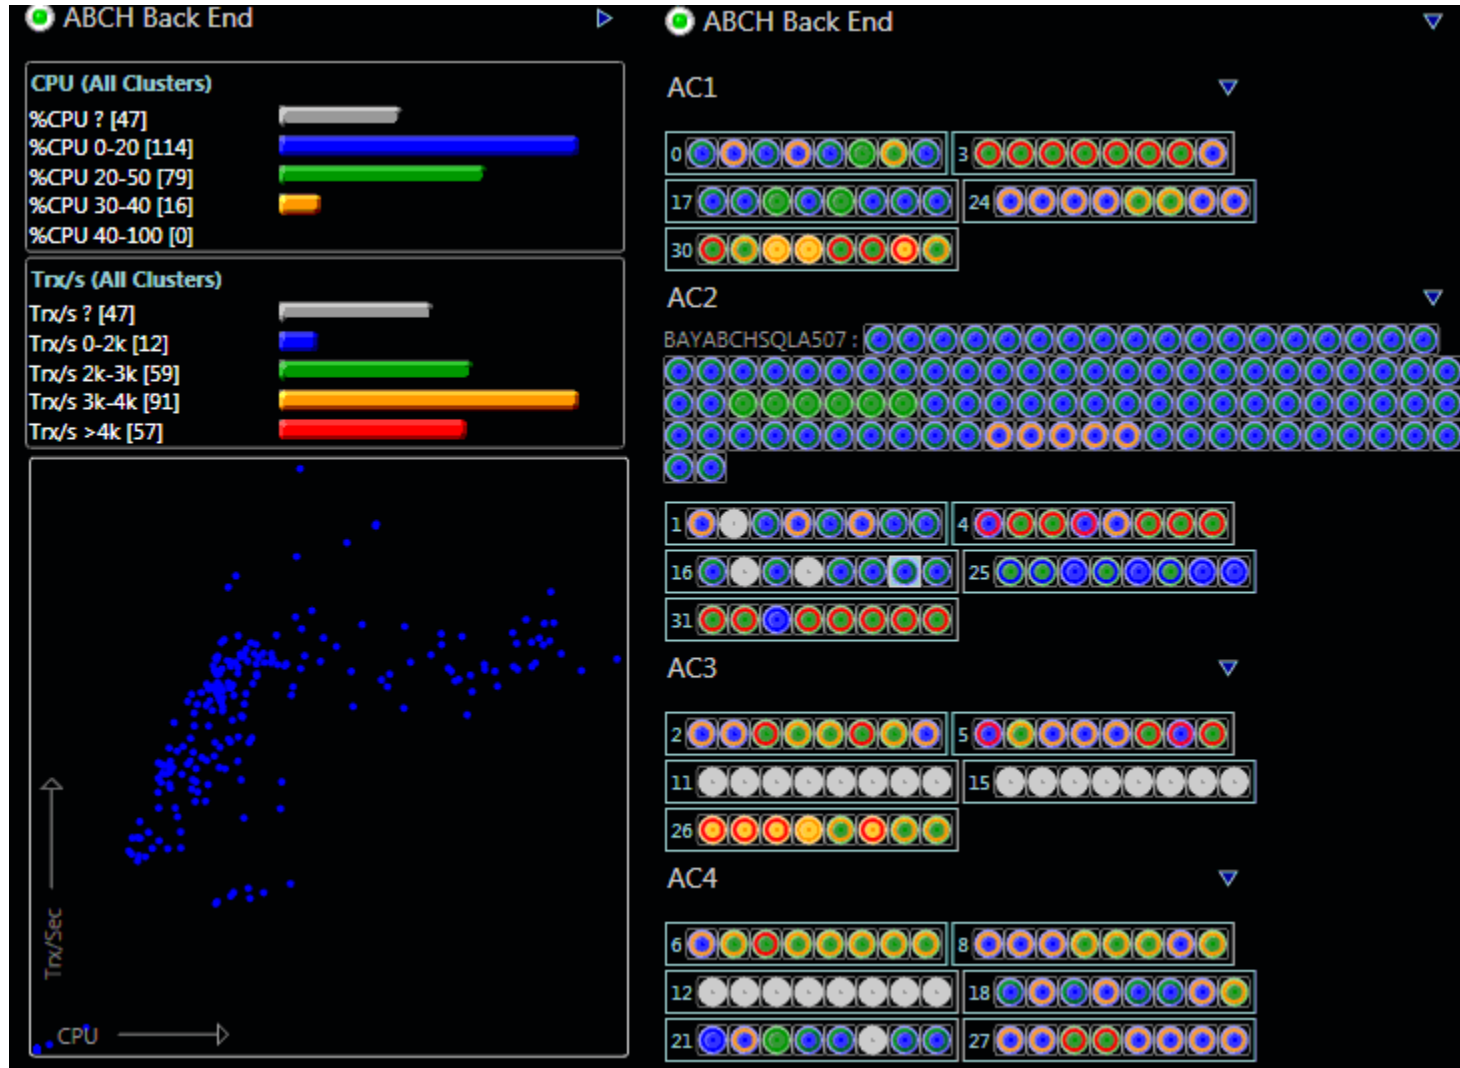 ABCH Back End
CPU (All Clusters)
%CPU ? [47]
%CPU 0-20 [114]
%CPU 20-50 [79]
%CPU 30-40 [16]
%CPU 40-100 [0]
Trx/s (All Clusters)
Trx/s ? [47]
Trx/s 0-2k [12]
Trx/s 2k-3k [59]
Trx/s 3k-4k [91]
Trx/s >4k [57]
Trx/Sec
CPU
ABCH Back End
AC1
0 3
17 24
30
AC2
BAYABCHSQLA507 :
1 4
16 25
31
AC3
2 5
11 15
26
AC4
6 8
12 18
21 27